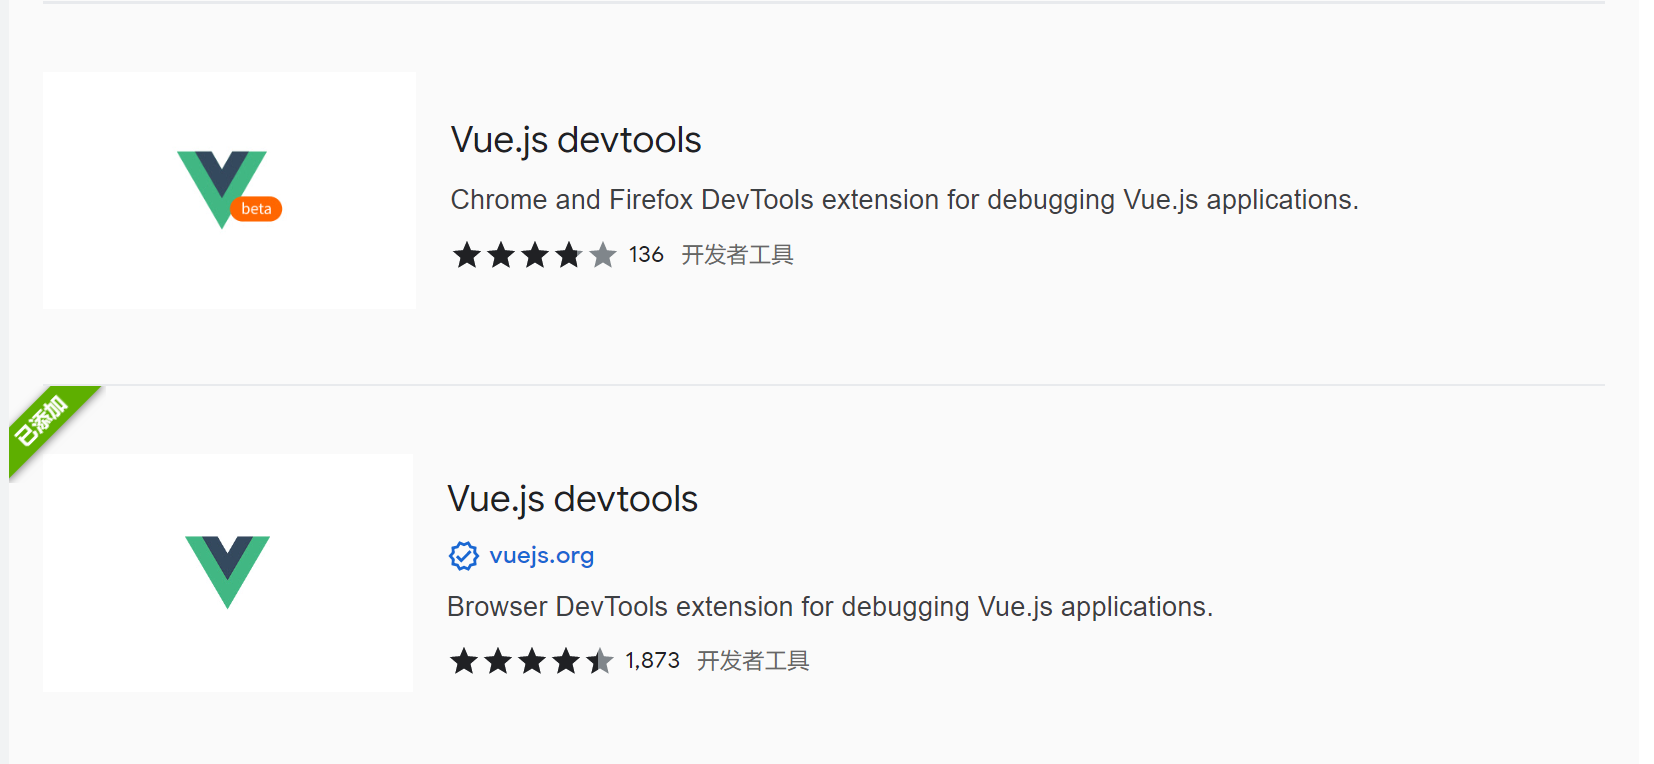 beta
Vue.js devtools
Chrome and Firefox DevTools extension for debugging Vue.js applications.
136 开发者工具
已添加
Vue.js devtools
vuejs.org
Browser DevTools extension for debugging Vue.js applications.
1,873 开发者工具